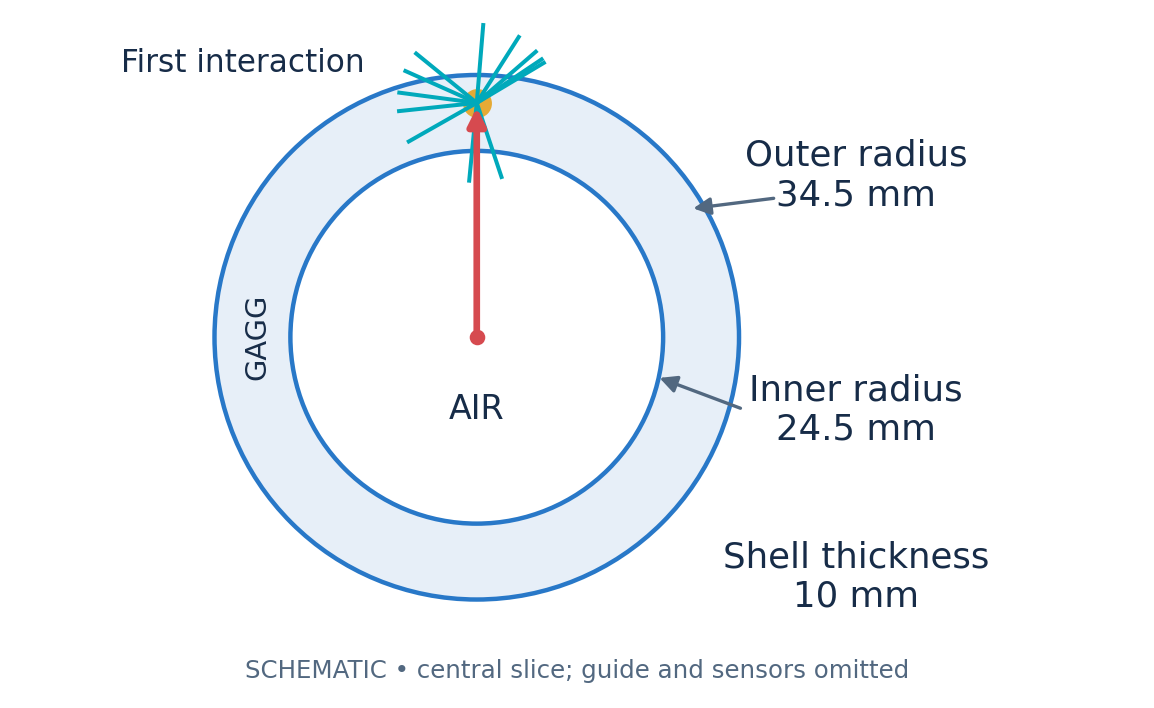 First interaction
Outer radius
34.5 mm
GAGG
Inner radius
24.5 mm
AIR
Shell thickness
10 mm
SCHEMATIC • central slice; guide and sensors omitted